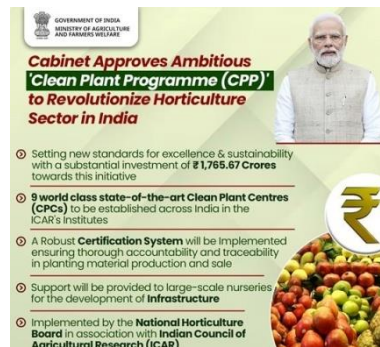 GOVERNMENT OF INDIA
MINISTRY OF AGRICULTURE
AND FARMERS WELFARE
Cabinet Approves Ambitious
'Clean Plant Programme (CPP)'
to Revolutionize Horticulture
Sector in India
Setting new standards for excellence & sustainability
with a substantial investment of ₹1,765.67 Crores
towards this initiative
9 world class state-of-the-art Clean Plant Centres
(CPCs) to be established across India in the
ICAR's Institutes
A Robust Certification System will be Implemented
ensuring thorough accountability and traceability
in planting material production and sale
Support will be provided to large-scale nurseries
for the development of Infrastructure
Implemented by the National Horticulture
Board in association with Indian Council of
Agricultural Research (ICAR)
₹